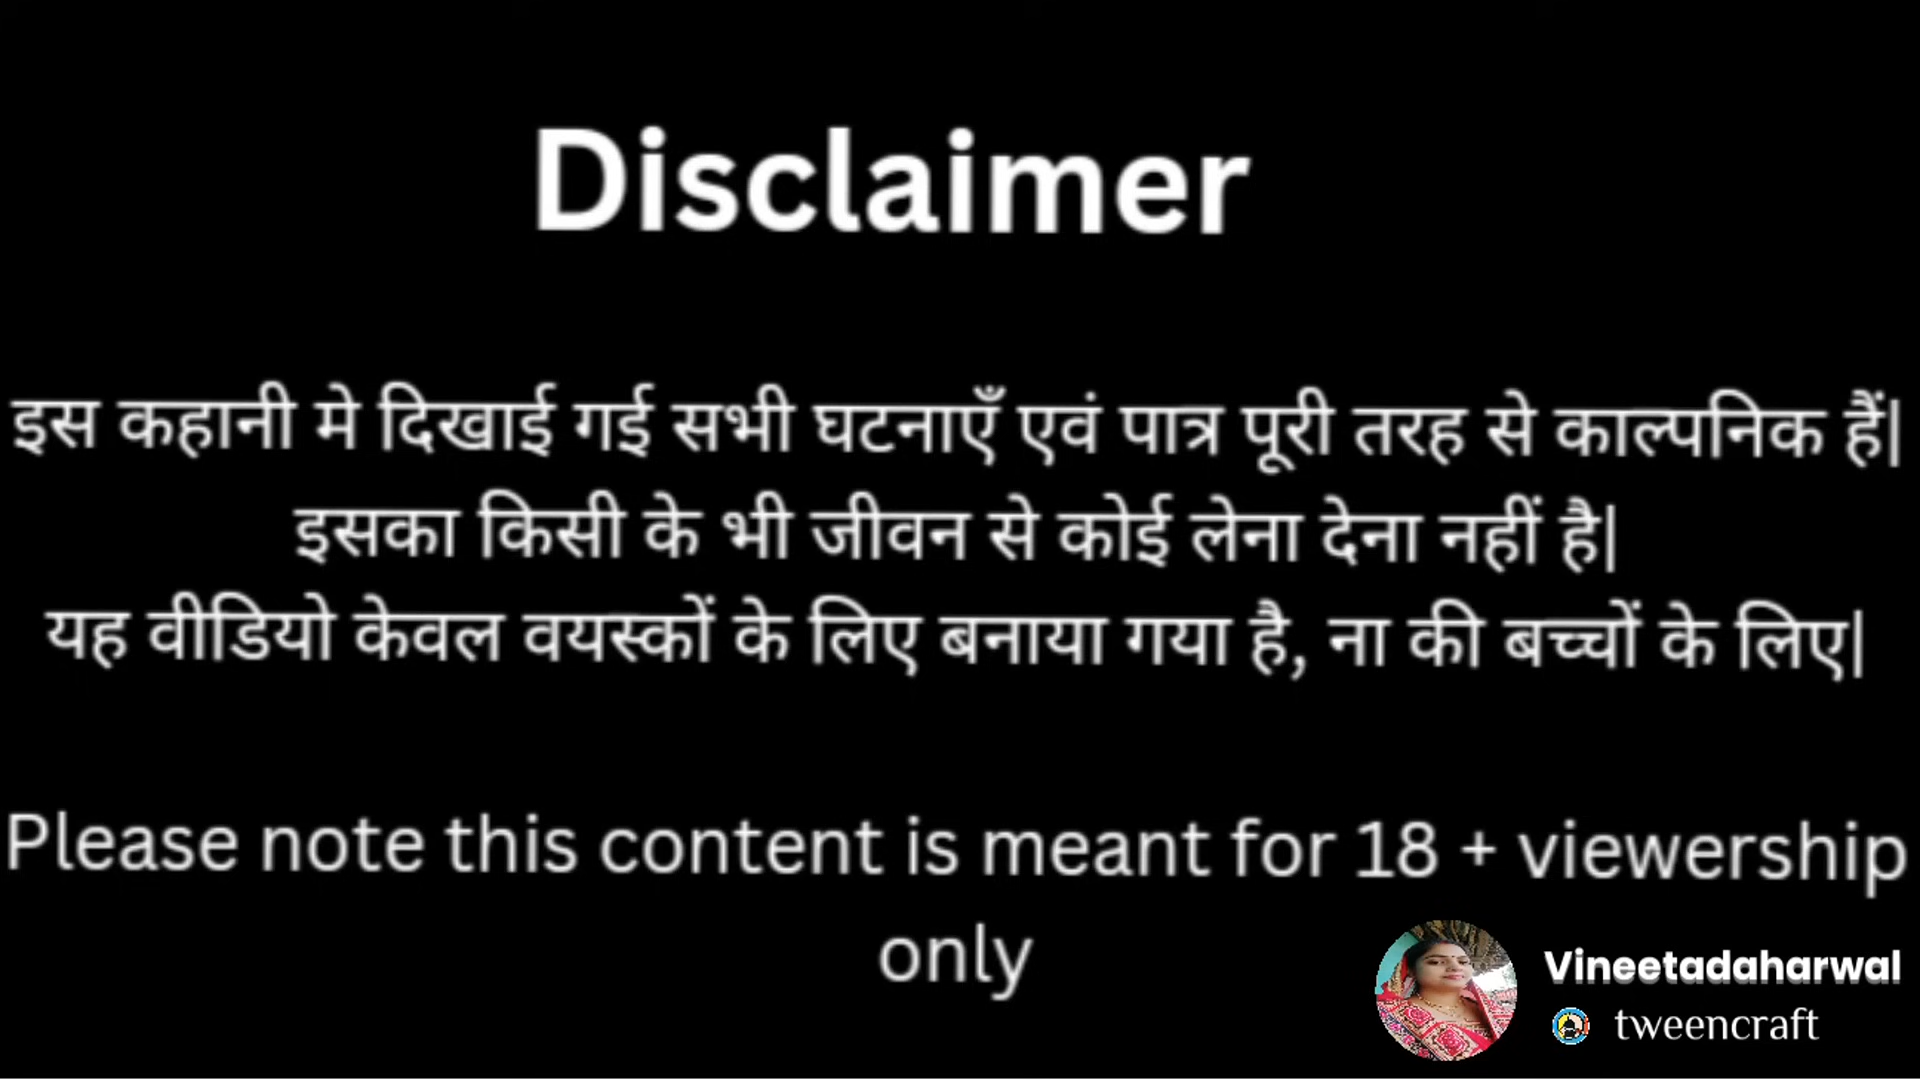 Disclaimer
इस कहानी मे दिखाई गई सभी घटनाएँ एवं पात्र पूरी तरह से काल्पनिक हैं|
इसका किसी के भी जीवन से कोई लेना देना नहीं है|
यह वीडियो केवल वयस्कों के लिए बनाया गया है, ना की बच्चों के लिए|
Please note this content is meant for 18 + viewership
only
Vineetadaharwal
tweencraft